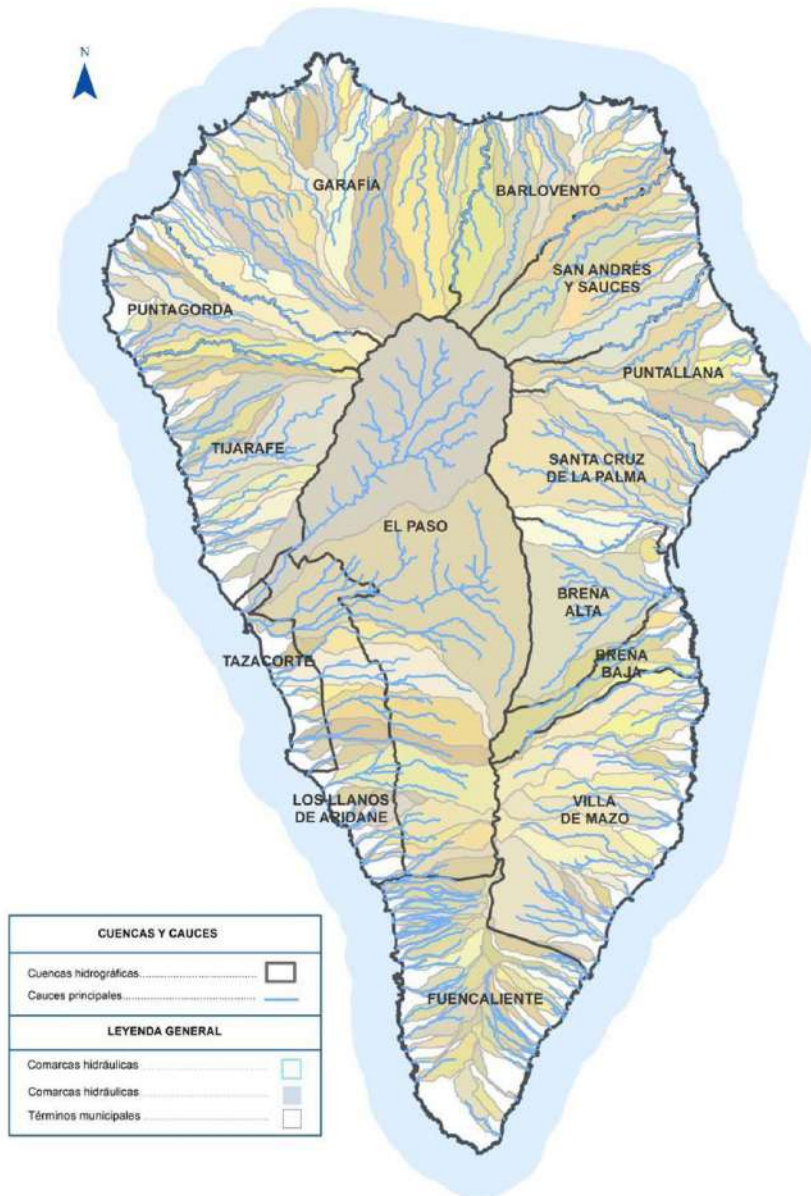 N
GARAFÍA
BARLOVENTO
SAN ANDRÉS
Y SAUCES
PUNTAGORDA
PUNTALLANA
TIJARAFE
SANTA CRUZ
DE LA PALMA
EL PASO
BREÑA
ALTA
BREÑA
BAJA
TAZACORTE
LOS LLANOS
DE ARIDANE
VILLA
DE MAZO
FUENCALIENTE
CUENCAS Y CAUCES
Cuencas hidrográficas
Cauces principales
LEYENDA GENERAL
Comarcas hidráulicas
Comarcas hidráulicas
Términos municipales